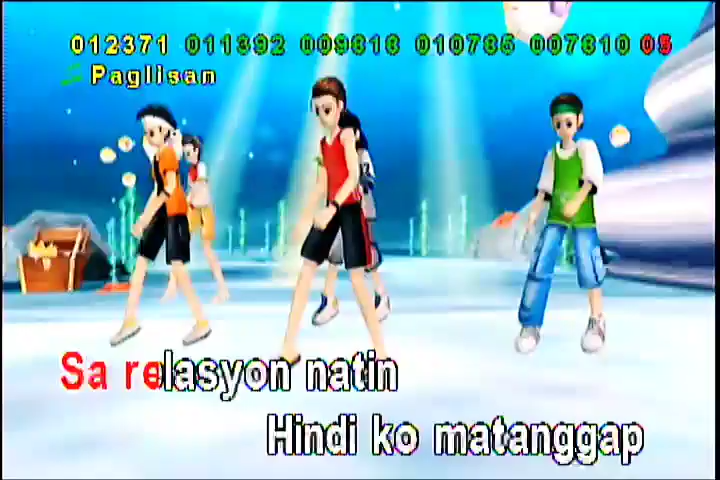 012371 011392 009818 010785 007810 05
Paglisan
Sa relasyon natin
Hindi ko matanggap